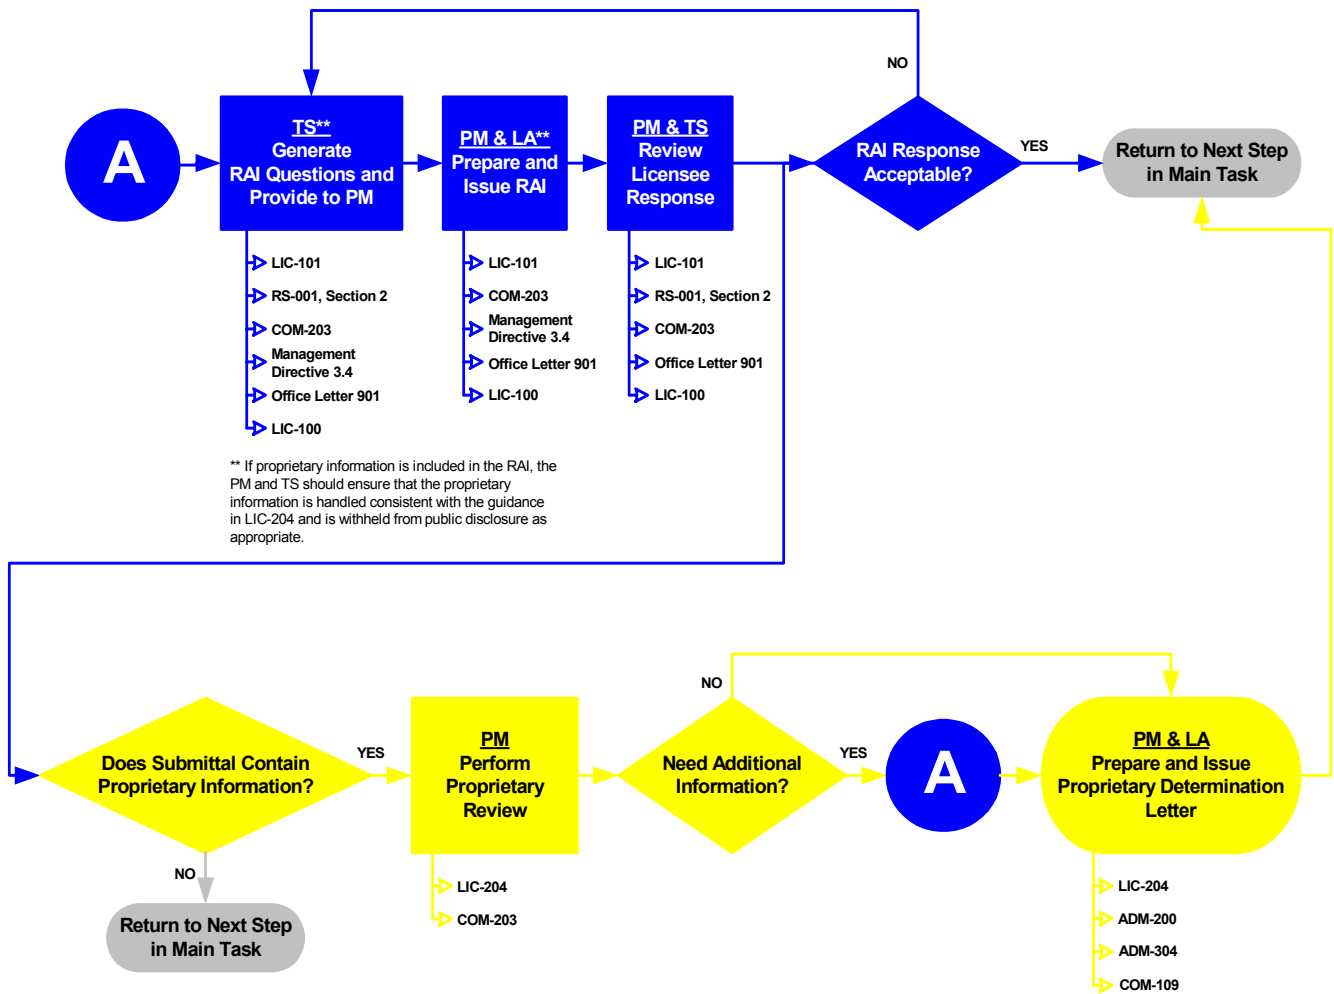 NO
A
TS**
Generate
RAI Questions and
Provide to PM
PM & LA**
Prepare and
Issue RAI
PM & TS
Review
Licensee
Response
RAI Response
Acceptable?
YES
Return to Next Step
in Main Task
LIC-101
RS-001, Section 2
COM-203
Management
Directive 3.4
Office Letter 901
LIC-100
LIC-101
COM-203
Management
Directive 3.4
Office Letter 901
LIC-100
LIC-101
RS-001, Section 2
COM-203
Office Letter 901
LIC-100
** If proprietary information is included in the RAI, the
PM and TS should ensure that the proprietary
information is handled consistent with the guidance
in LIC-204 and is withheld from public disclosure as
appropriate.
Does Submittal Contain
Proprietary Information?
YES
NO
Return to Next Step
in Main Task
PM
Perform
Proprietary
Review
LIC-204
COM-203
Need Additional
Information?
NO
YES
A
PM & LA
Prepare and Issue
Proprietary Determination
Letter
LIC-204
ADM-200
ADM-304
COM-109